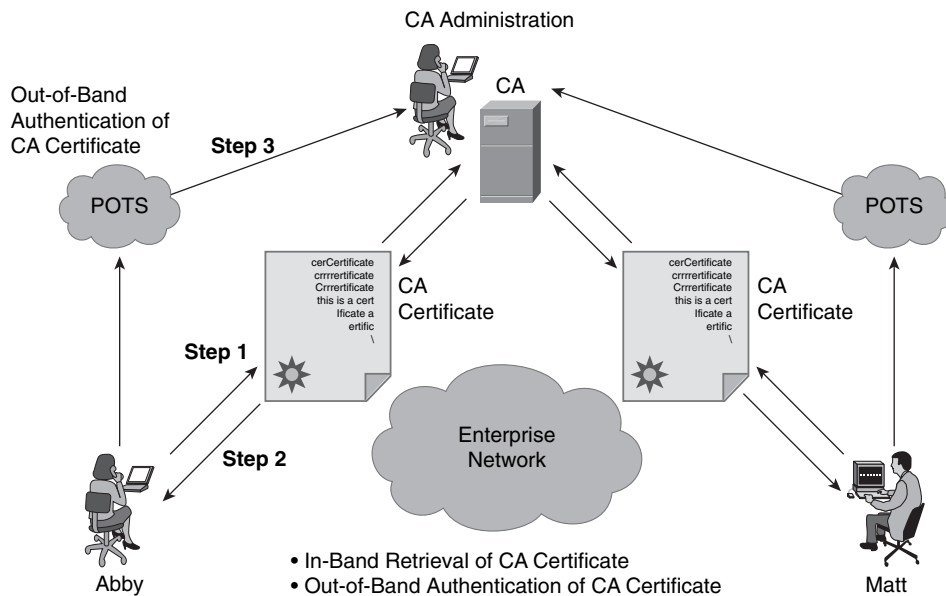 CA Administration
CA
Out-of-Band
Authentication of
CA Certificate
Step 3
POTS
POTS
cerCertificate
crrrrertificate
Crrrertificate
this is a cert
Ificate a
ertific
\
CA
Certificate
cerCertificate
crrrrertificate
Crrrertificate
this is a cert
Ificate a
ertific
\
CA
Certificate
Step 1
Step 2
Enterprise
Network
Abby
• In-Band Retrieval of CA Certificate
• Out-of-Band Authentication of CA Certificate
Matt